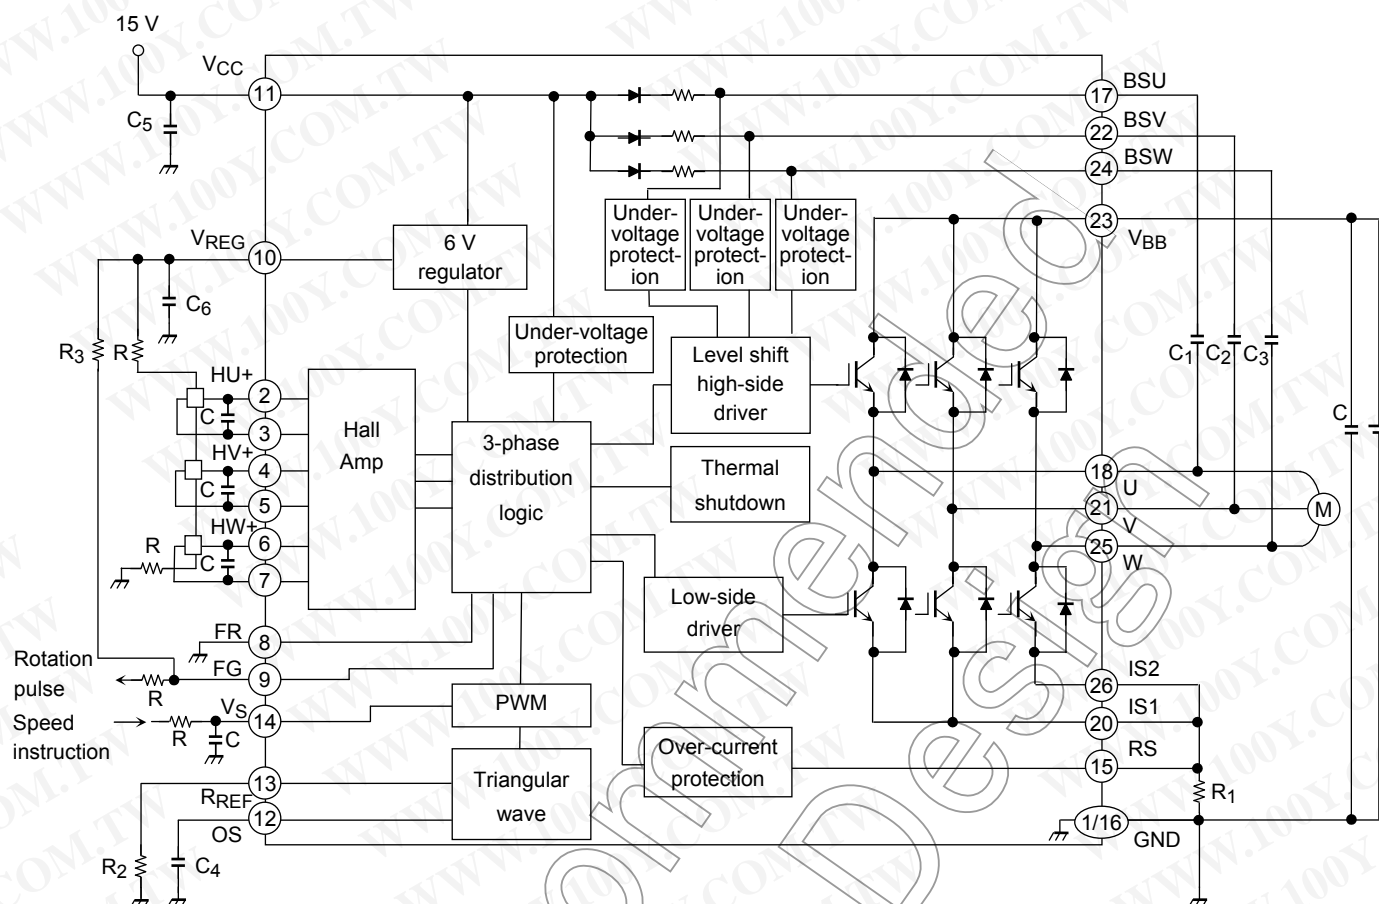 15 V
VCC
11
C5
17
BSU
22
BSV
24
BSW
23
VBB
Under-
voltage
protect-
ion
Under-
voltage
protect-
ion
Under-
voltage
protect-
ion
VREG
10
6 V
regulator
C6
R3
R
Under-voltage
protection
Level shift
high-side
driver
C1
C2
C3
C
HU+
2
C
3
HV+
4
C
5
HW+
6
R
C
7
Hall
Amp
3-phase
distribution
logic
Thermal
shutdown
18
U
21
V
25
W
M
Low-side
driver
FR
8
Rotation
pulse
FG
9
R
Speed
instruction
VS
14
R
C
PWM
26
IS2
20
IS1
Over-current
protection
15
RS
R1
13
RREF
Triangular
wave
12
OS
1/16
GND
R2
C4
WWW.100Y.COM.TW
ommended
Design